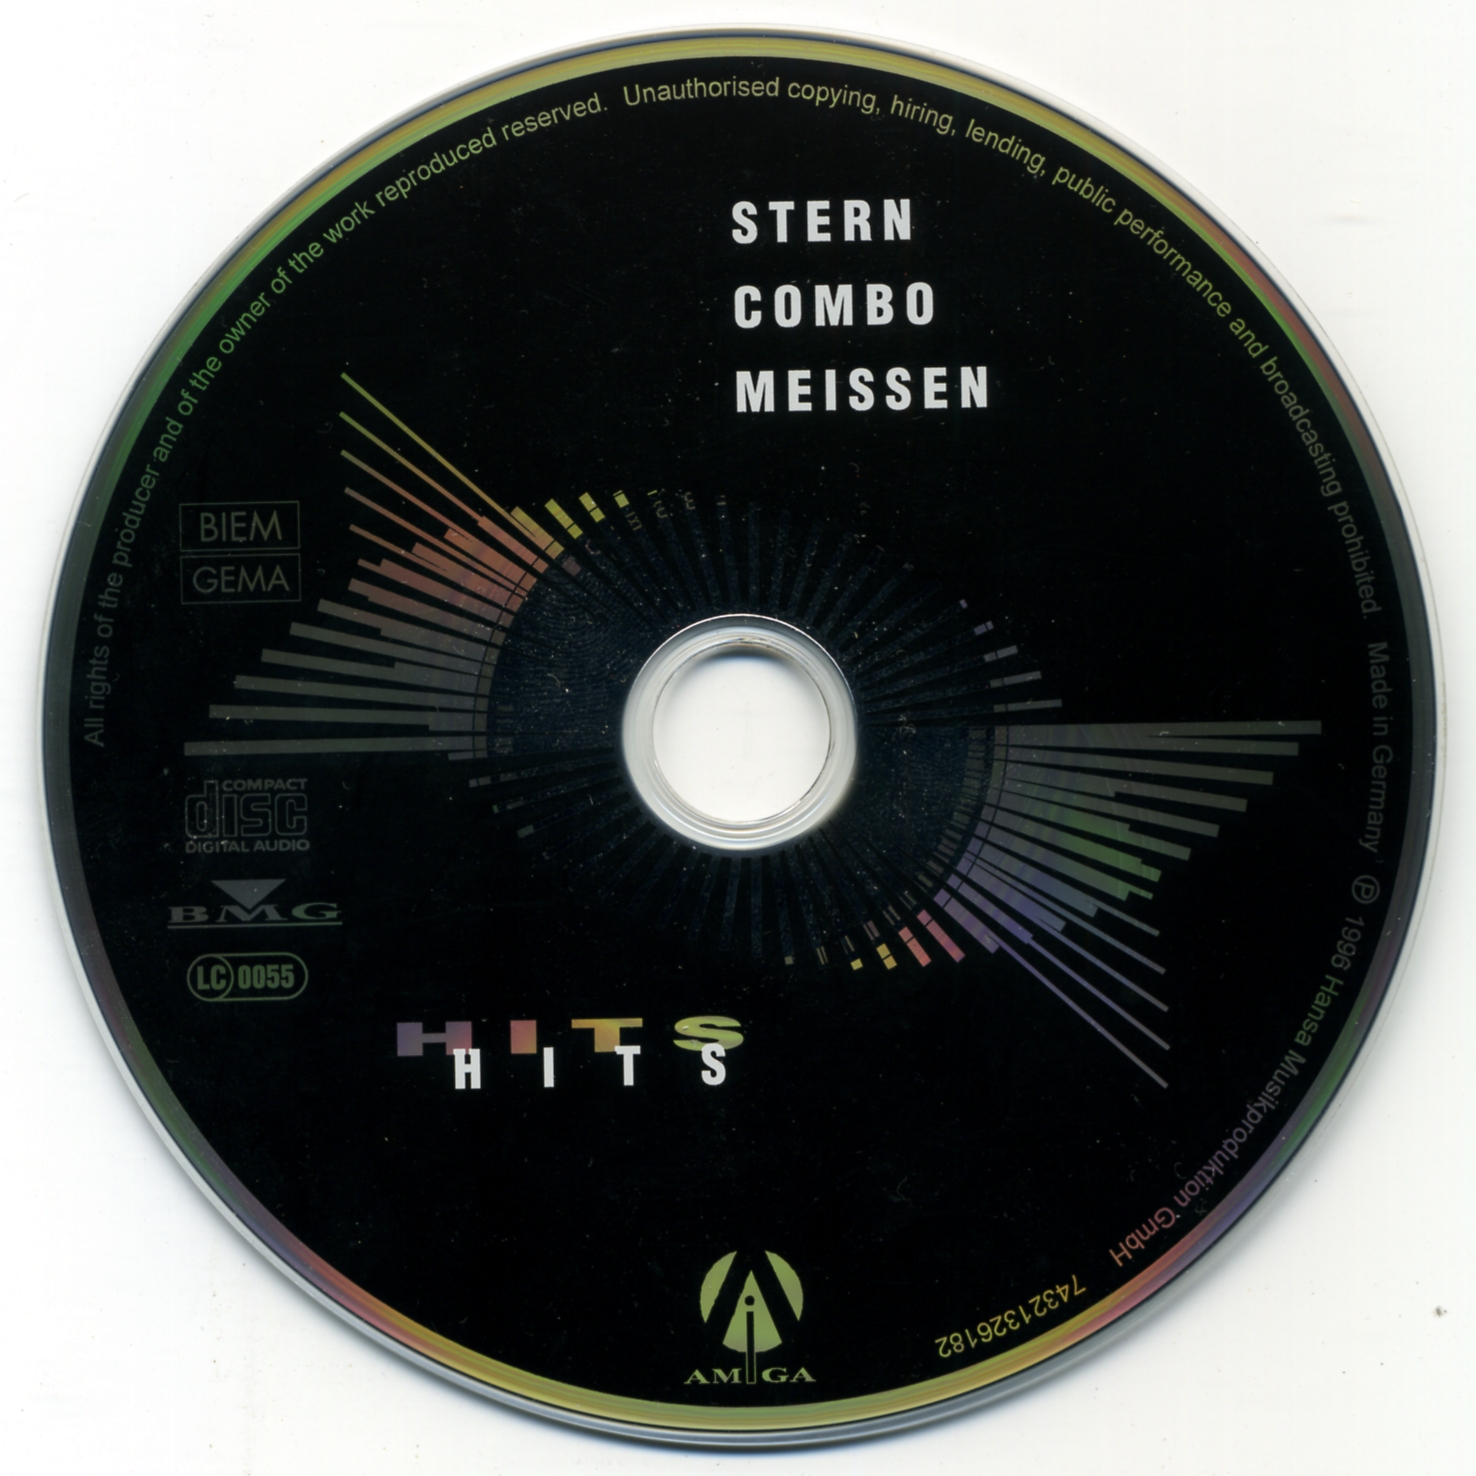 All rights of the producer and of the owner of the work reproduced reserved. Unauthorised copying, hiring, lending, public performance and broadcasting prohibited. Made in Germany ℗ 1996 Hansa Musikproduktion GmbH
74321326182
STERN
COMBO
MEISSEN
BIEM
GEMA
COMPACT
disc
DIGITAL AUDIO
BMG
LC 0055
HITS
HITS
AMiGA